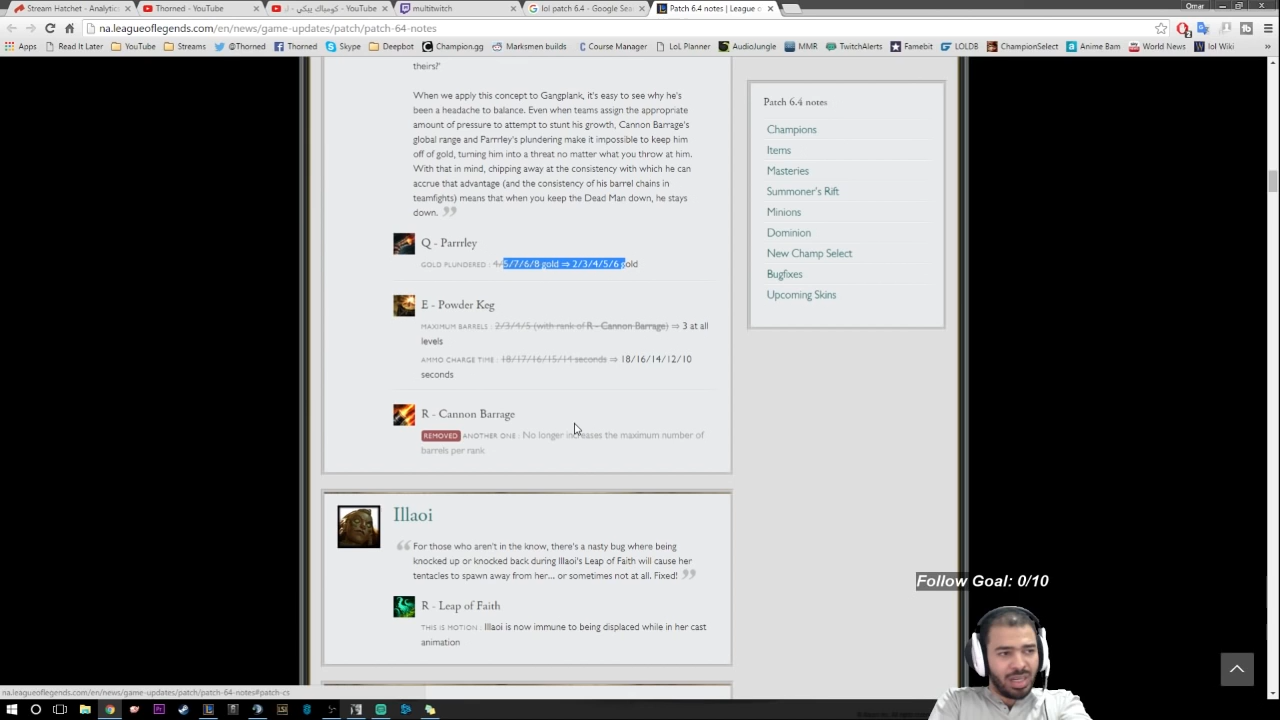 Stream Hatchet - Analytic
Thorned - YouTube
YouTube - كومباك بيكي
multitwitch
lol patch 6.4 - Google Sea
Patch 6.4 notes | League o
Omar
na.leagueoflegends.com/en/news/game-updates/patch/patch-64-notes
Apps
Read It Later
YouTube
Streams
@Thorned
Thorned
Skype
Deepbot
Champion.gg
Marksmen builds
Course Manager
LoL Planner
AudioJungle
MMR
TwitchAlerts
Famebit
LOLDB
ChampionSelect
Anime Bam
World News
lol Wiki
theirs?'
When we apply this concept to Gangplank, it's easy to see why he's
been a headache to balance. Even when teams assign the appropriate
amount of pressure to attempt to stunt his growth, Cannon Barrage's
global range and Parrrley's plundering make it impossible to keep him
off of gold, turning him into a threat no matter what you throw at him.
With that in mind, chipping away at the consistency with which he can
accrue that advantage (and the consistency of his barrel chains in
teamfights) means that when you keep the Dead Man down, he stays
down.
Q - Parrrley
GOLD PLUNDERED : 4/5/7/6/8 gold ⇒ 2/3/4/5/6 gold
E - Powder Keg
MAXIMUM BARRELS : 2/3/4/5 (with rank of R - Cannon Barrage) ⇒ 3 at all
levels
AMMO CHARGE TIME : 18/17/16/15/14 seconds ⇒ 18/16/14/12/10
seconds
R - Cannon Barrage
REMOVED ANOTHER ONE : No longer increases the maximum number of
barrels per rank
Illaoi
For those who aren't in the know, there's a nasty bug where being
knocked up or knocked back during Illaoi's Leap of Faith will cause her
tentacles to spawn away from her... or sometimes not at all. Fixed!
R - Leap of Faith
THIS IS MOTION : Illaoi is now immune to being displaced while in her cast
animation
Patch 6.4 notes
Champions
Items
Masteries
Summoner's Rift
Minions
Dominion
New Champ Select
Bugfixes
Upcoming Skins
Follow Goal: 0/10
na.leagueoflegends.com/en/news/game-updates/patch/patch-64-notes#patch-cs